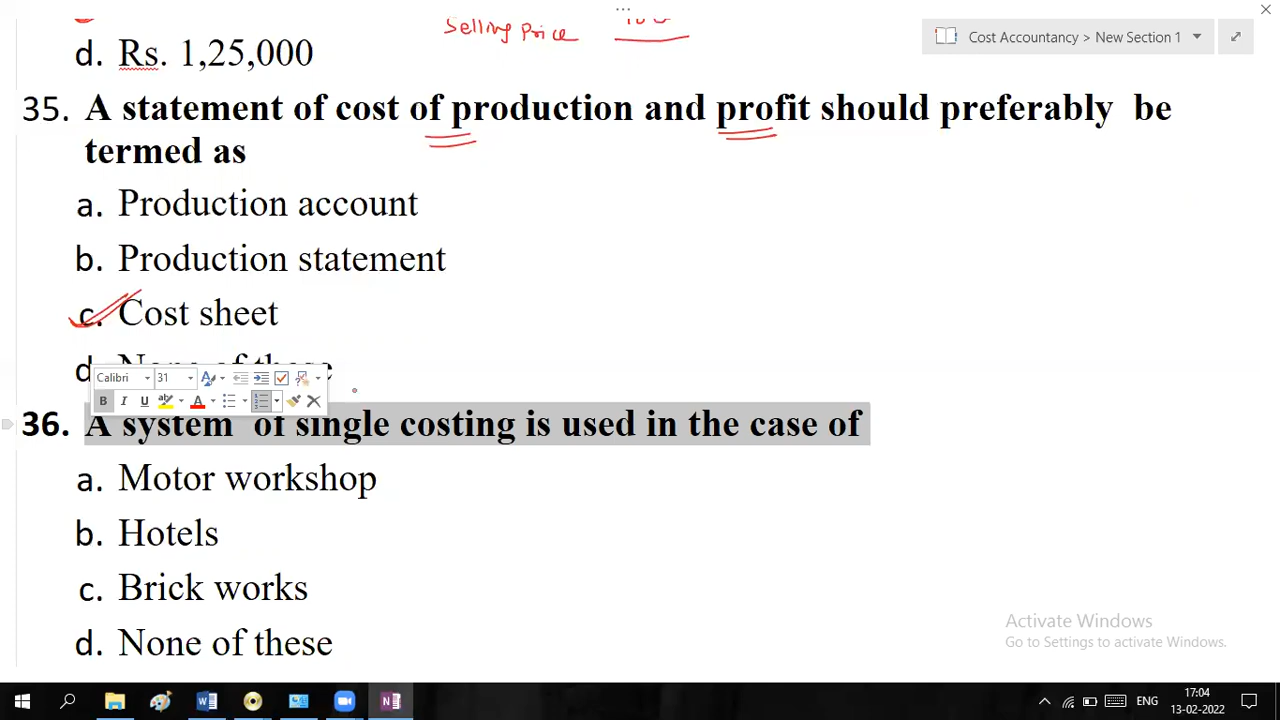 Selling Price
d. Rs. 1,25,000
Cost Accountancy > New Section 1
35. A statement of cost of production and profit should preferably be
termed as
a. Production account
b. Production statement
c. Cost sheet
d. None of these
Calibri 31
B I U A
36. A system of single costing is used in the case of
a. Motor workshop
b. Hotels
c. Brick works
d. None of these
Activate Windows
Go to Settings to activate Windows.
ENG
17:04
13-02-2022